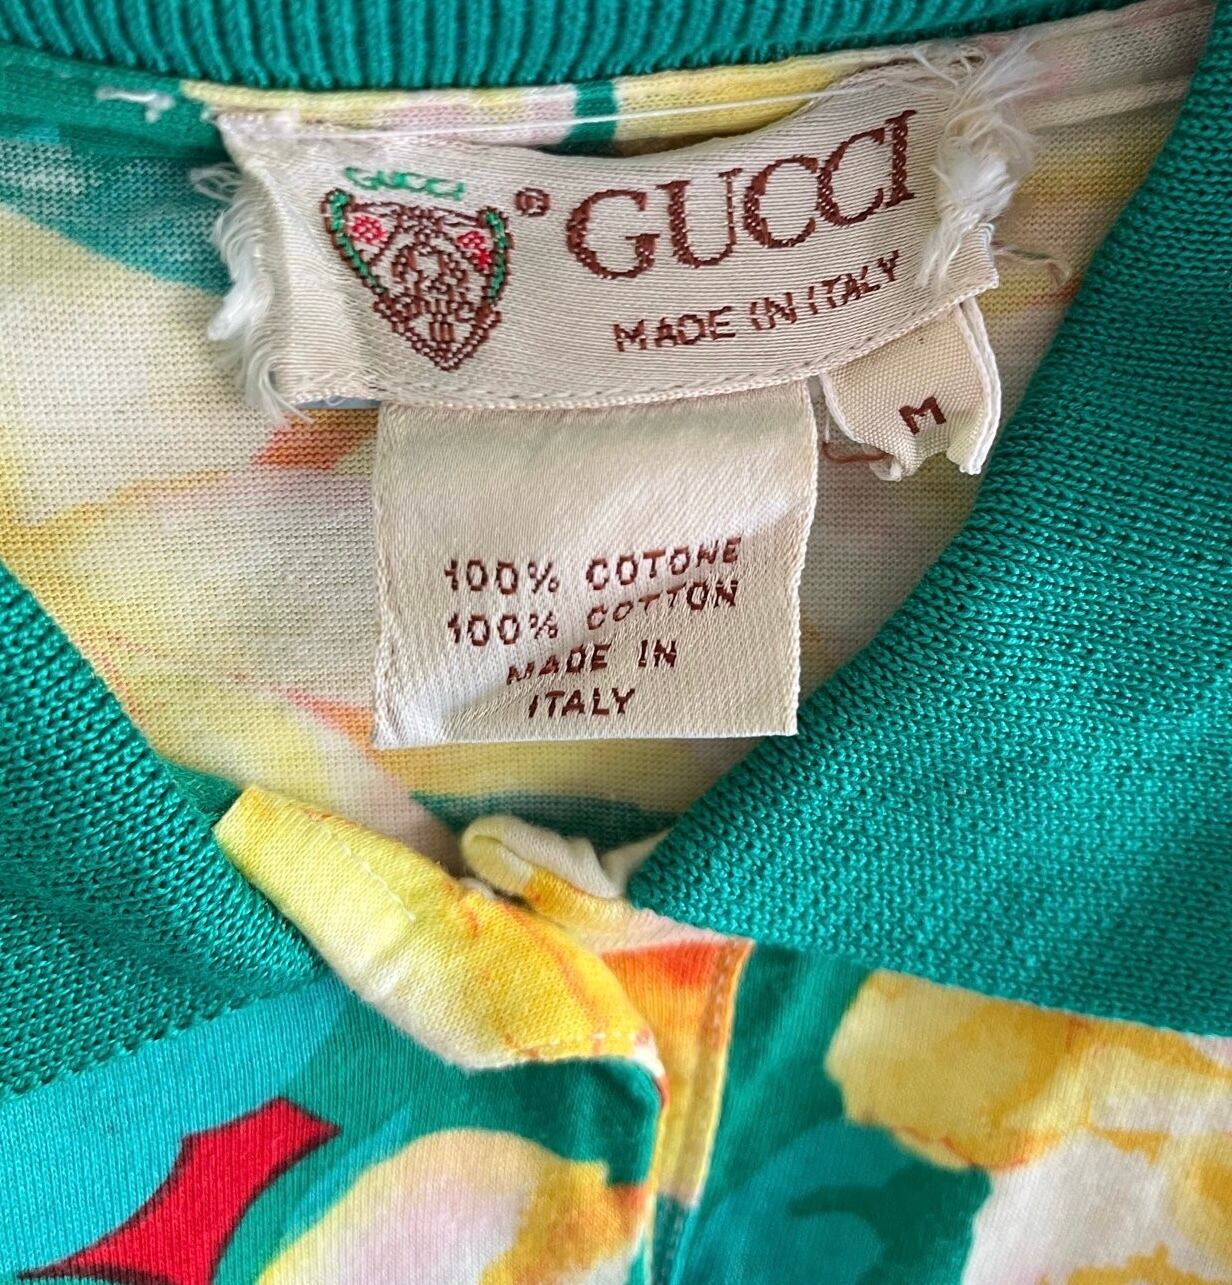 GUCCI
® GUCCI
MADE IN ITALY
M
100% COTONE
100% COTTON
MADE IN
ITALY